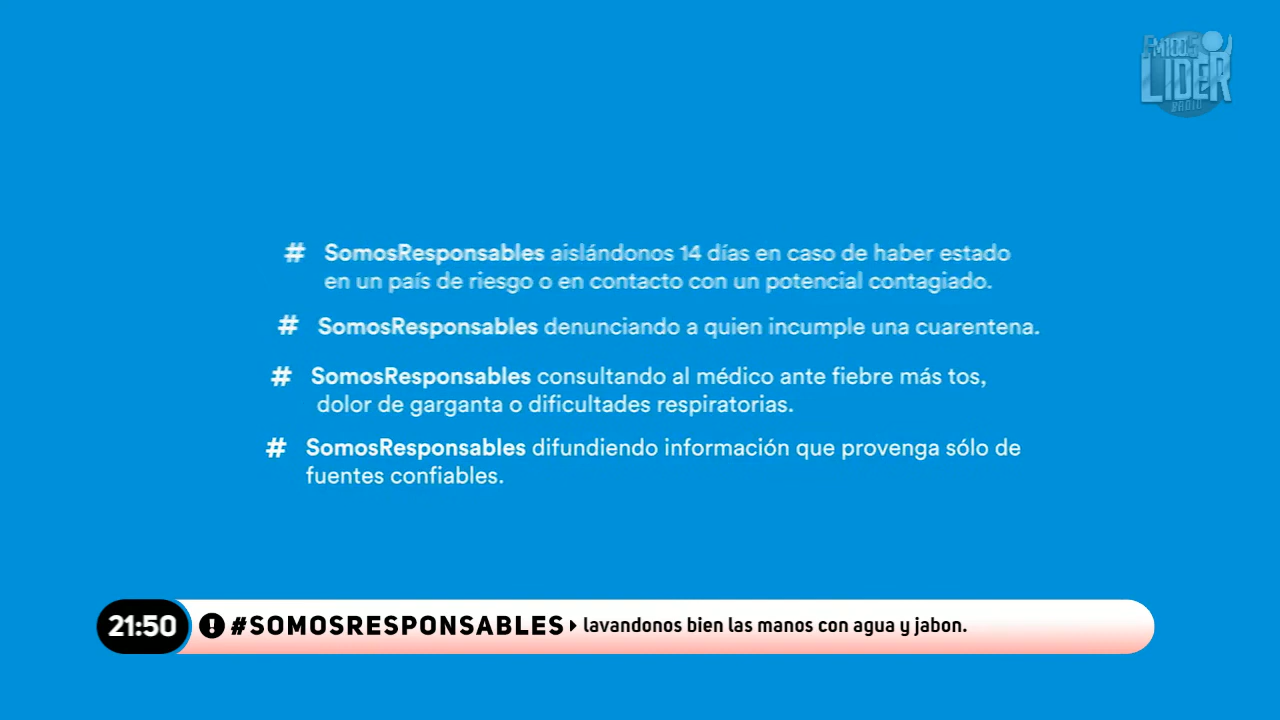 FM100.5
LIDER
RADIO
# SomosResponsables aislándonos 14 días en caso de haber estado
en un país de riesgo o en contacto con un potencial contagiado.
# SomosResponsables denunciando a quien incumple una cuarentena.
# SomosResponsables consultando al médico ante fiebre más tos,
dolor de garganta o dificultades respiratorias.
# SomosResponsables difundiendo información que provenga sólo de
fuentes confiables.
21:50 #SOMOSRESPONSABLES lavandonos bien las manos con agua y jabon.